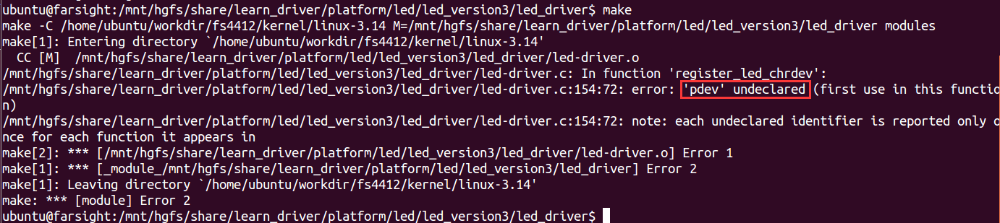 ubuntu@farsight:/mnt/hgfs/share/learn_driver/platform/led/led_version3/led_driver$ make
make -C /home/ubuntu/workdir/fs4412/kernel/linux-3.14 M=/mnt/hgfs/share/learn_driver/platform/led/led_version3/led_driver modules
make[1]: Entering directory `/home/ubuntu/workdir/fs4412/kernel/linux-3.14'
  CC [M]  /mnt/hgfs/share/learn_driver/platform/led/led_version3/led_driver/led-driver.o
/mnt/hgfs/share/learn_driver/platform/led/led_version3/led_driver/led-driver.c: In function 'register_led_chrdev':
/mnt/hgfs/share/learn_driver/platform/led/led_version3/led_driver/led-driver.c:154:72: error: 'pdev' undeclared (first use in this functio
n)
/mnt/hgfs/share/learn_driver/platform/led/led_version3/led_driver/led-driver.c:154:72: note: each undeclared identifier is reported only o
nce for each function it appears in
make[2]: *** [/mnt/hgfs/share/learn_driver/platform/led/led_version3/led_driver/led-driver.o] Error 1
make[1]: *** [_module_/mnt/hgfs/share/learn_driver/platform/led/led_version3/led_driver] Error 2
make[1]: Leaving directory `/home/ubuntu/workdir/fs4412/kernel/linux-3.14'
make: *** [module] Error 2
ubuntu@farsight:/mnt/hgfs/share/learn_driver/platform/led/led_version3/led_driver$